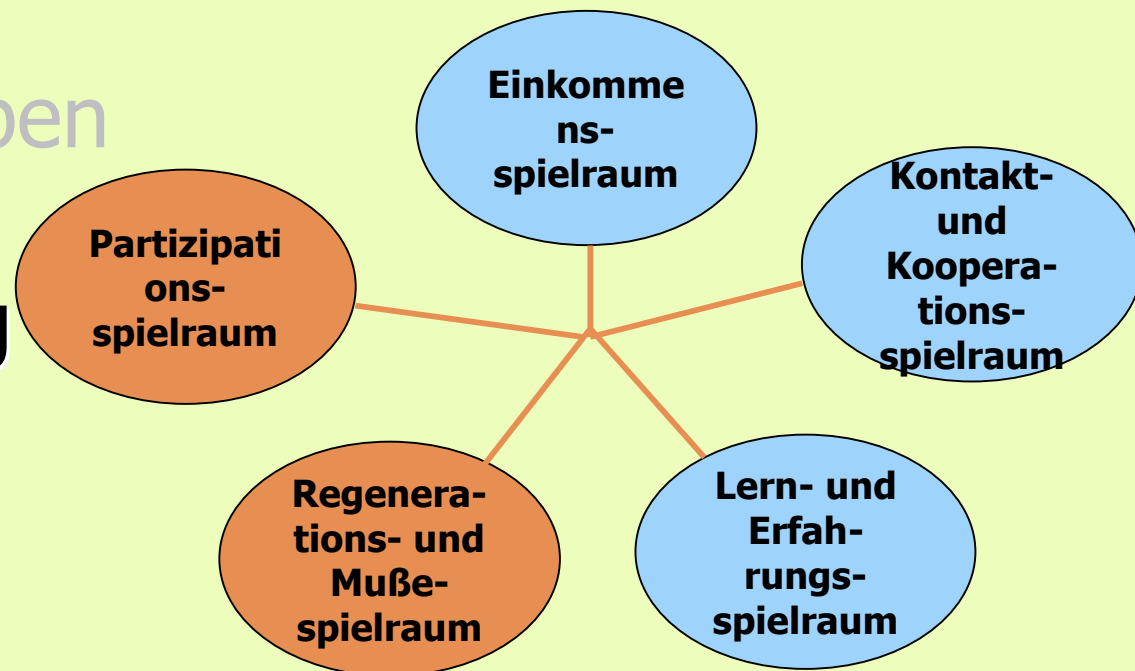 Einkomme
ns-
spielraum
Kontakt-
und
Koopera-
tions-
spielraum
Partizipati
ons-
spielraum
Regenera-
tions- und
Muße-
spielraum
Lern- und
Erfah-
rungs-
spielraum